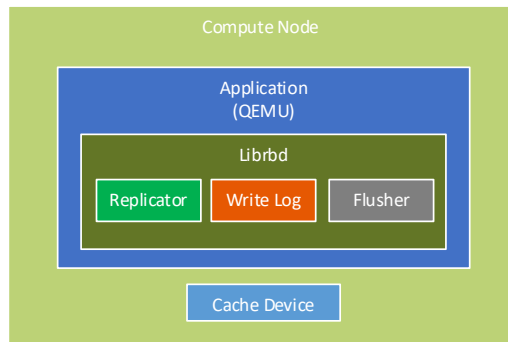 Compute Node
Application
(QEMU)
Librbd
Replicator
Write Log
Flusher
Cache Device